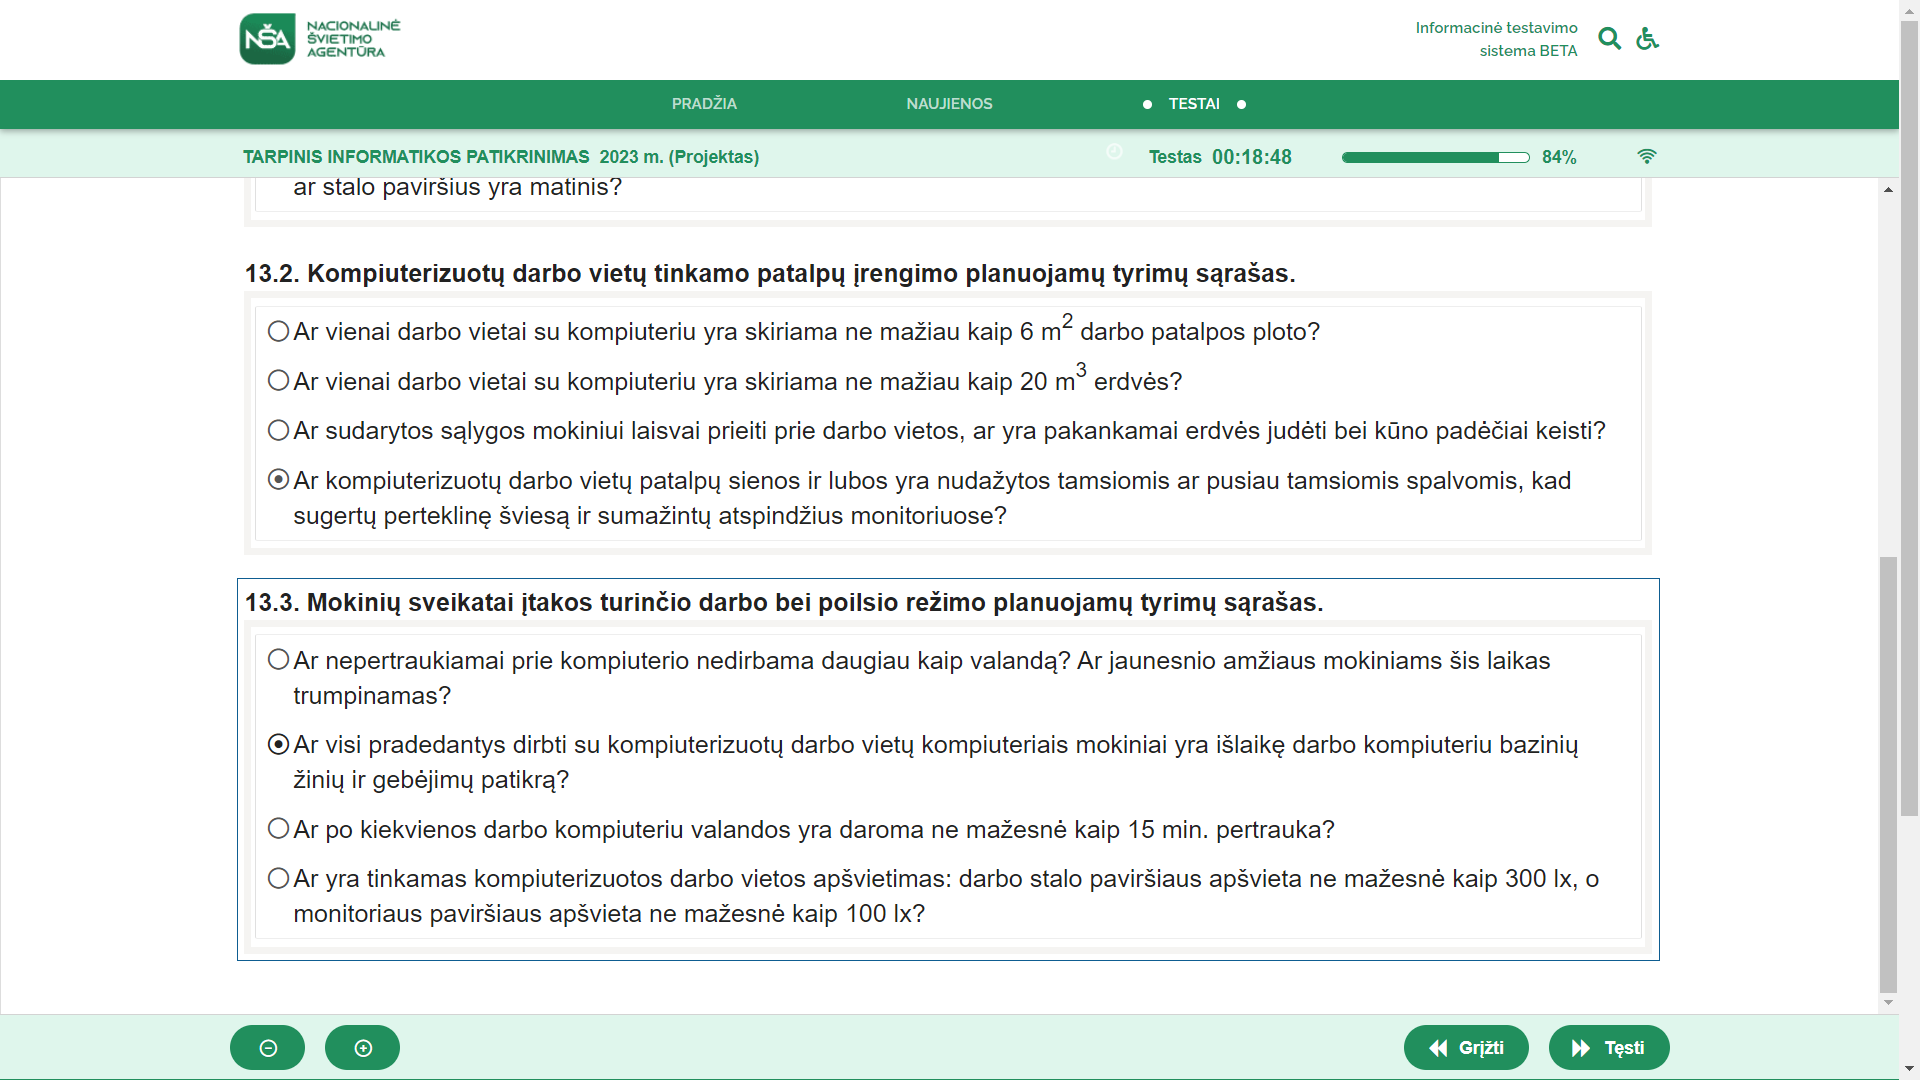 NŠA
NACIONALINĖ
ŠVIETIMO
AGENTŪRA
Informacinė testavimo
sistema BETA
PRADŽIA NAUJIENOS TESTAI
TARPINIS INFORMATIKOS PATIKRINIMAS 2023 m. (Projektas) Testas 00:18:48 84%
ar stalo paviršius yra matinis?
13.2. Kompiuterizuotų darbo vietų tinkamo patalpų įrengimo planuojamų tyrimų sąrašas.
Ar vienai darbo vietai su kompiuteriu yra skiriama ne mažiau kaip 6 m² darbo patalpos ploto?
Ar vienai darbo vietai su kompiuteriu yra skiriama ne mažiau kaip 20 m³ erdvės?
Ar sudarytos sąlygos mokiniui laisvai prieiti prie darbo vietos, ar yra pakankamai erdvės judėti bei kūno padėčiai keisti?
Ar kompiuterizuotų darbo vietų patalpų sienos ir lubos yra nudažytos tamsiomis ar pusiau tamsiomis spalvomis, kad
sugertų perteklinę šviesą ir sumažintų atspindžius monitoriuose?
13.3. Mokinių sveikatai įtakos turinčio darbo bei poilsio režimo planuojamų tyrimų sąrašas.
Ar nepertraukiamai prie kompiuterio nedirbama daugiau kaip valandą? Ar jaunesnio amžiaus mokiniams šis laikas
trumpinamas?
Ar visi pradedantys dirbti su kompiuterizuotų darbo vietų kompiuteriais mokiniai yra išlaikę darbo kompiuteriu bazinių
žinių ir gebėjimų patikrą?
Ar po kiekvienos darbo kompiuteriu valandos yra daroma ne mažesnė kaip 15 min. pertrauka?
Ar yra tinkamas kompiuterizuotos darbo vietos apšvietimas: darbo stalo paviršiaus apšvieta ne mažesnė kaip 300 lx, o
monitoriaus paviršiaus apšvieta ne mažesnė kaip 100 lx?
Grįžti Tęsti